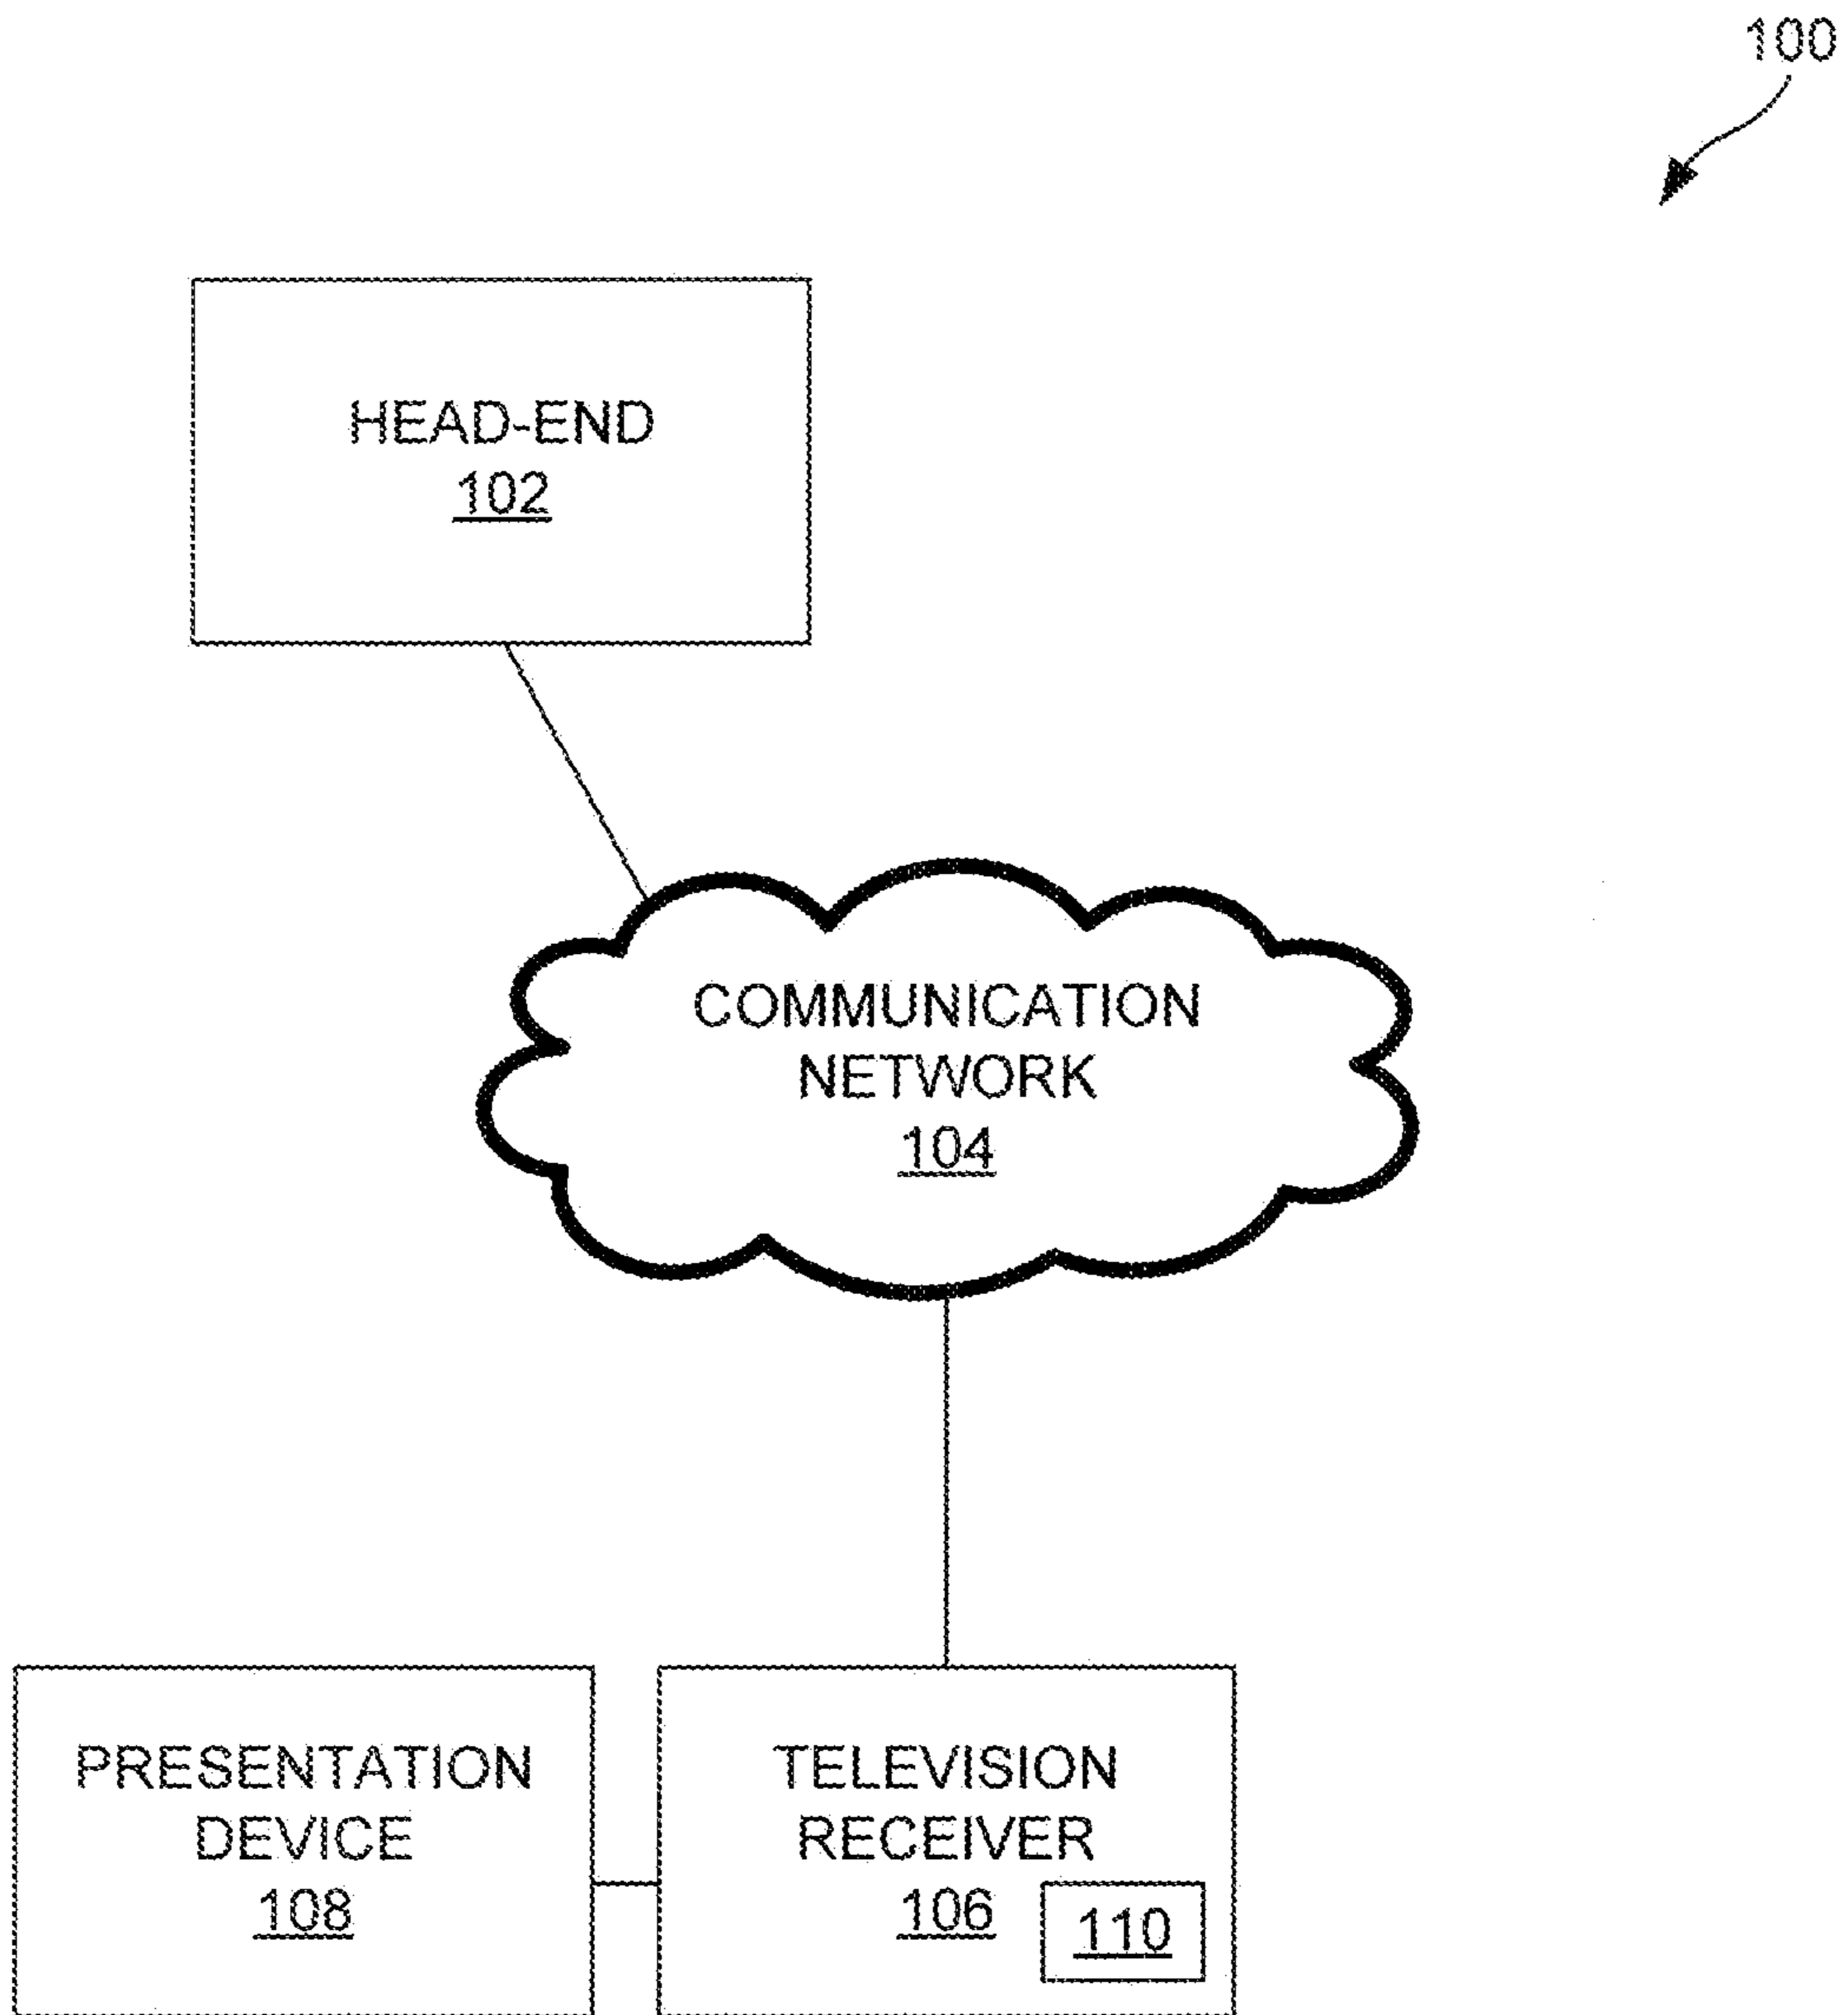 100
HEAD-END
102
COMMUNICATION
NETWORK
104
PRESENTATION
DEVICE
108
TELEVISION
RECEIVER
106
110